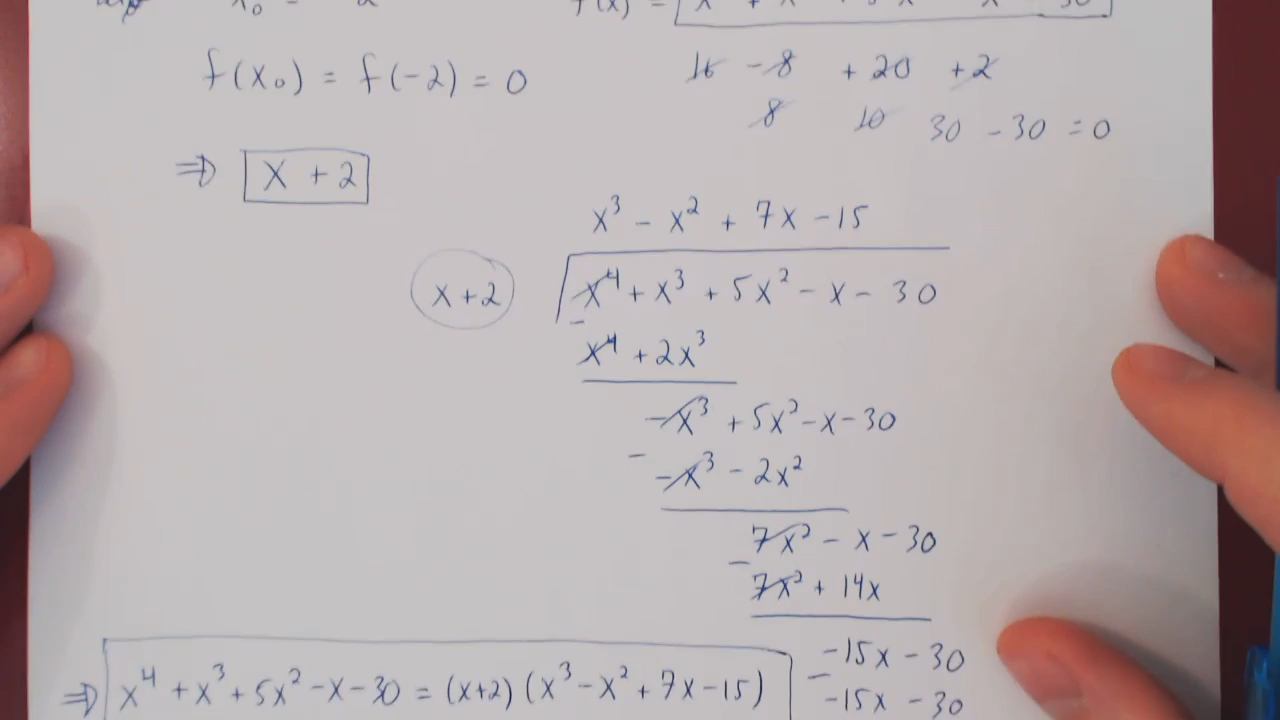 f(x) =
f(x₀) = f(-2) = 0
16 - 8 + 20 + 2
8 10 30 - 30 = 0
⇒ x + 2
x³ - x² + 7x - 15
x+2 x⁴ + x³ + 5x² - x - 30
- x⁴ + 2x³
-x³ + 5x² - x - 30
- -x³ - 2x²
7x² - x - 30
- 7x² + 14x
-15x - 30
- -15x - 30
⇒ x⁴ + x³ + 5x² - x - 30 = (x+2) (x³ - x² + 7x - 15)